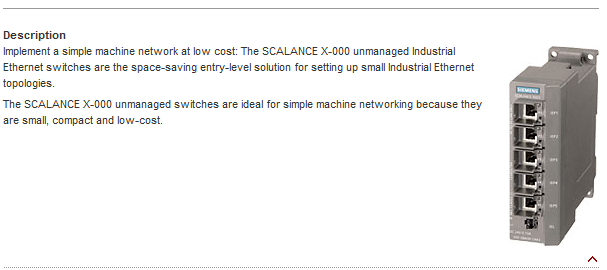 Description
Implement a simple machine network at low cost: The SCALANCE X-000 unmanaged Industrial
Ethernet switches are the space-saving entry-level solution for setting up small Industrial Ethernet
topologies.
The SCALANCE X-000 unmanaged switches are ideal for simple machine networking because they
are small, compact and low-cost.
SIEMENS